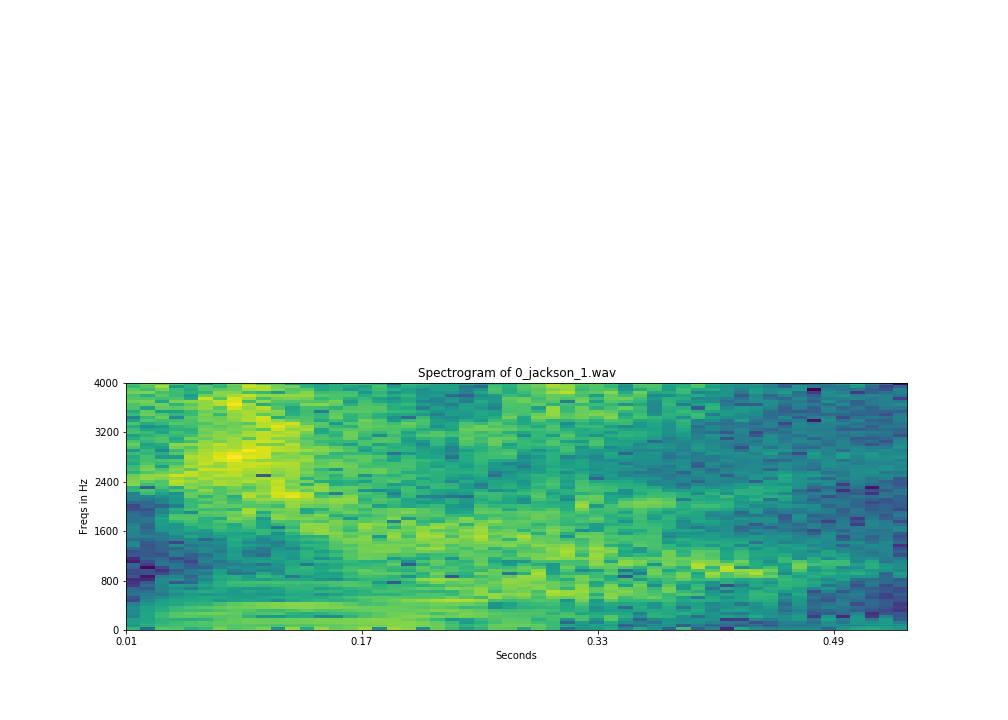 Spectrogram of 0_jackson_1.wav
4000
3200
2400
1600
800
0
Freqs in Hz
0.01 0.17 0.33 0.49
Seconds